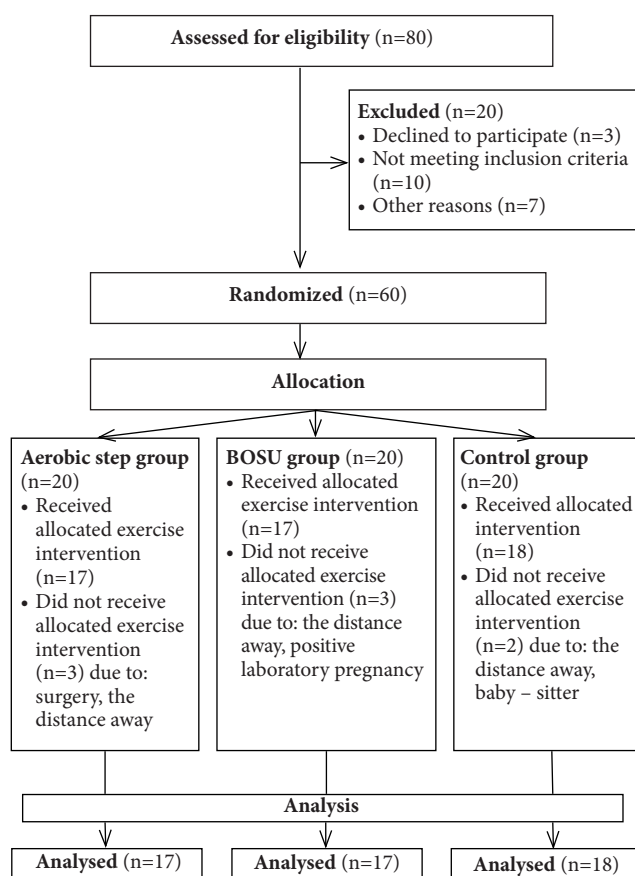 Assessed for eligibility (n=80)
Excluded (n=20)
• Declined to participate (n=3)
• Not meeting inclusion criteria
(n=10)
• Other reasons (n=7)
Randomized (n=60)
Allocation
Aerobic step group
(n=20)
• Received
allocated exercise
intervention
(n=17)
• Did not receive
allocated exercise
intervention
(n=3) due to:
surgery, the
distance away
BOSU group (n=20)
• Received allocated
exercise intervention
(n=17)
• Did not receive
allocated exercise
intervention (n=3)
due to: the distance
away, positive
laboratory pregnancy
Control group
(n=20)
• Received allocated
intervention
(n=18)
• Did not receive
allocated exercise
intervention
(n=2) due to: the
distance away,
baby – sitter
Analysis
Analysed (n=17)
Analysed (n=17)
Analysed (n=18)